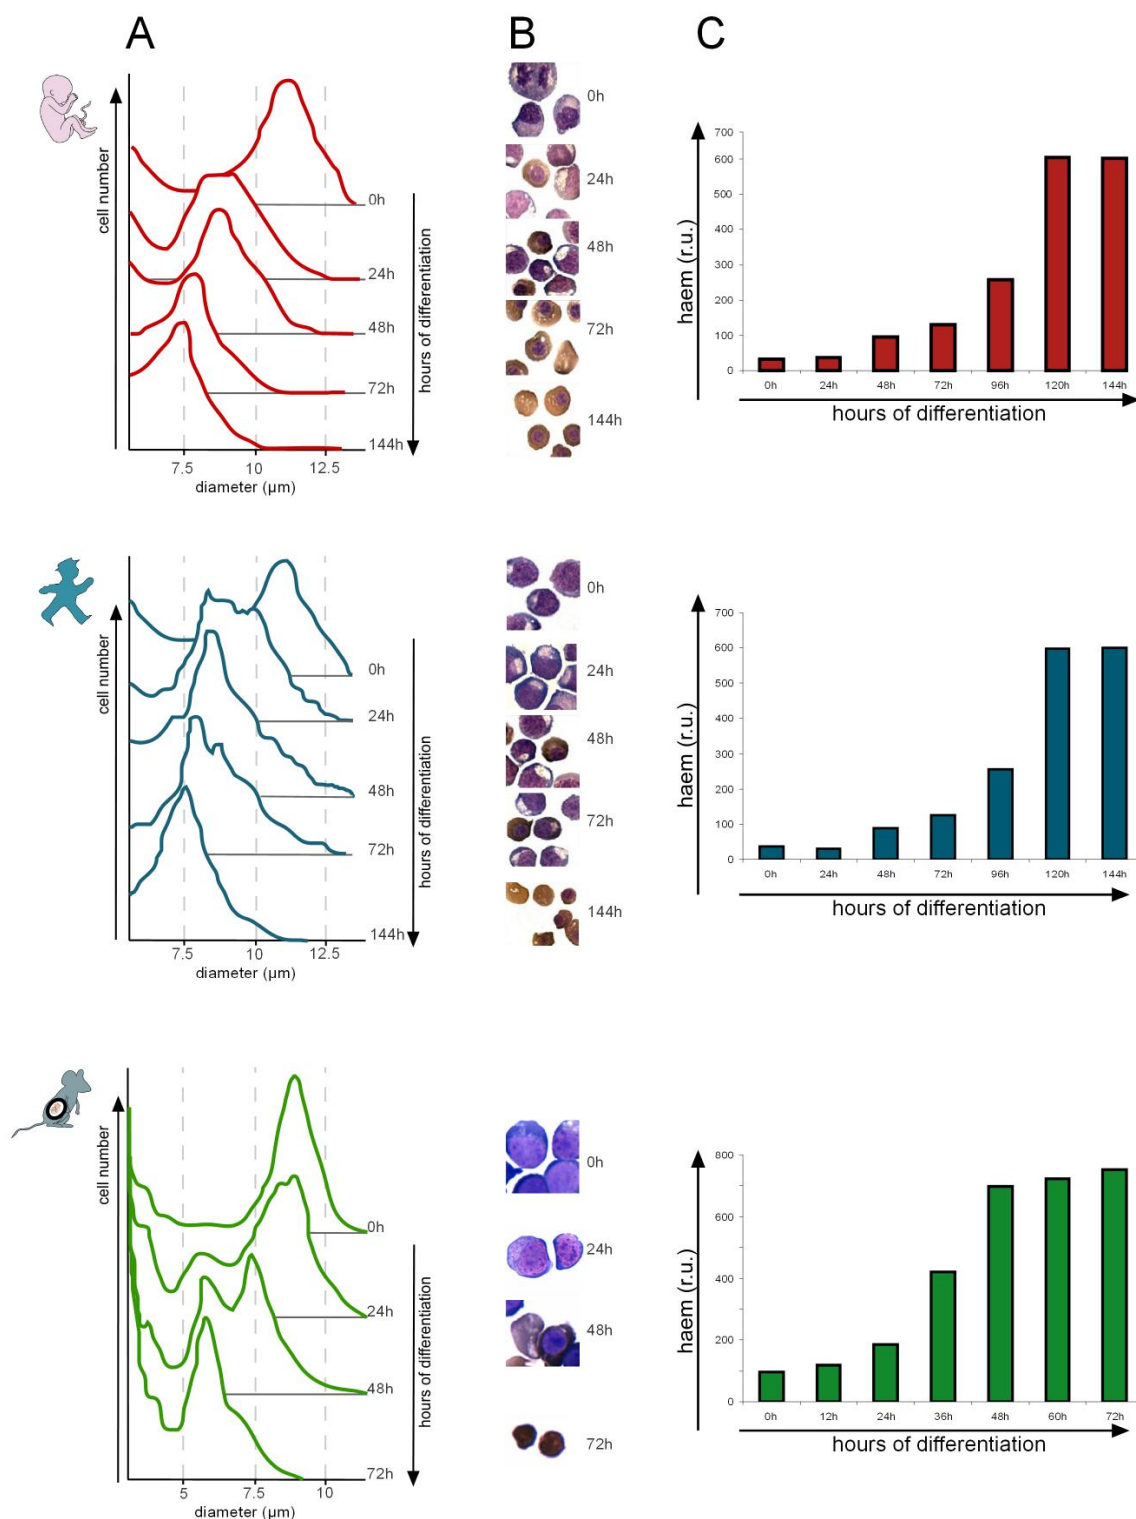 A
B
C
cell number
0h
24h
48h
72h
144h
hours of differentiation
7.5
10
12.5
diameter (µm)
0h
24h
48h
72h
144h
haem (r.u.)
700
600
500
400
300
200
100
0
0h
24h
48h
72h
96h
120h
144h
hours of differentiation
cell number
0h
24h
48h
72h
144h
hours of differentiation
7.5
10
12.5
diameter (µm)
0h
24h
48h
72h
144h
haem (r.u.)
700
600
500
400
300
200
100
0
0h
24h
48h
72h
96h
120h
144h
hours of differentiation
cell number
0h
24h
48h
72h
hours of differentiation
5
7.5
10
diameter (µm)
0h
24h
48h
72h
haem (r.u.)
800
600
400
200
0
0h
12h
24h
36h
48h
60h
72h
hours of differentiation